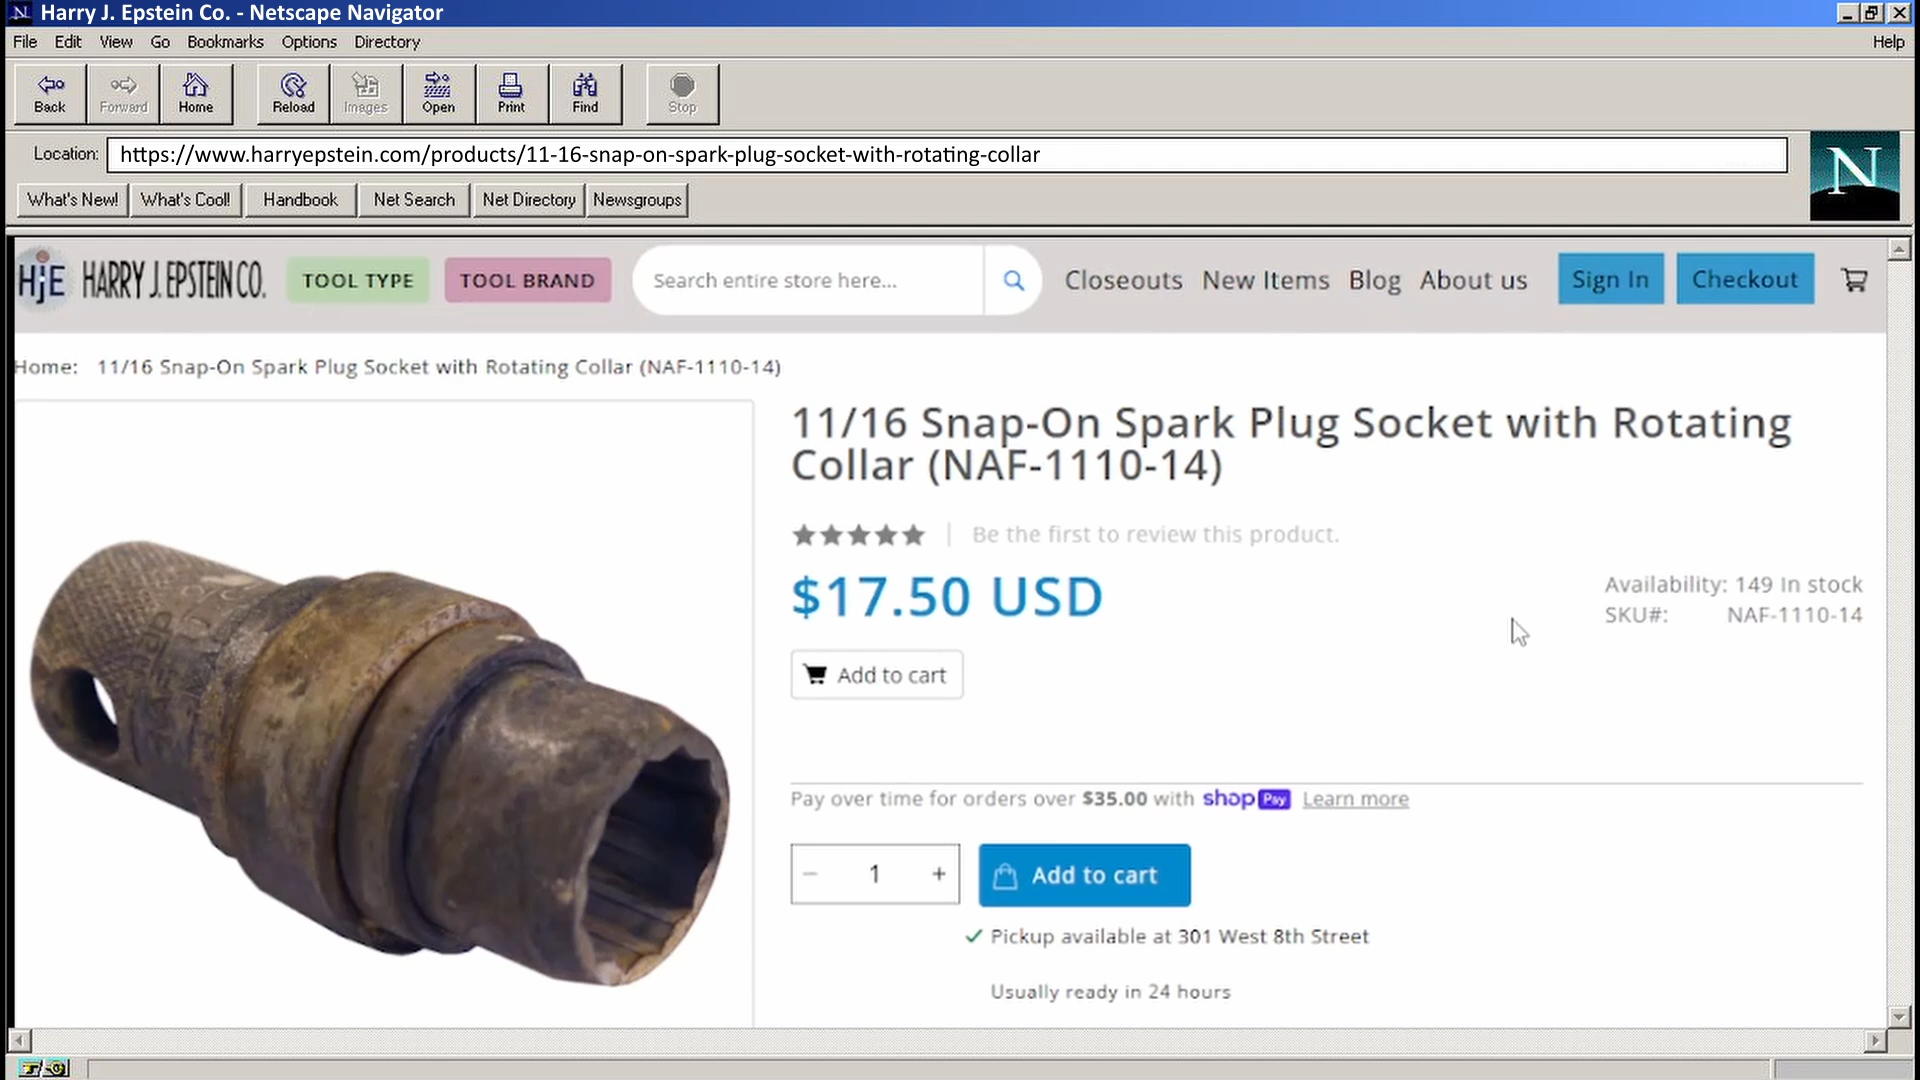 Harry J. Epstein Co. - Netscape Navigator
File Edit View Go Bookmarks Options Directory Help
Back Forward Home Reload Images Open Print Find Stop
Location: https://www.harryepstein.com/products/11-16-snap-on-spark-plug-socket-with-rotating-collar
N
What's New! What's Cool! Handbook Net Search Net Directory Newsgroups
HJE HARRY J. EPSTEIN CO. TOOL TYPE TOOL BRAND Search entire store here... Closeouts New Items Blog About us Sign In Checkout
Home: 11/16 Snap-On Spark Plug Socket with Rotating Collar (NAF-1110-14)
11/16 Snap-On Spark Plug Socket with Rotating
Collar (NAF-1110-14)
Be the first to review this product.
$17.50 USD
Availability: 149 In stock
SKU#: NAF-1110-14
Add to cart
Pay over time for orders over $35.00 with shop Pay Learn more
− 1 + Add to cart
Pickup available at 301 West 8th Street
Usually ready in 24 hours